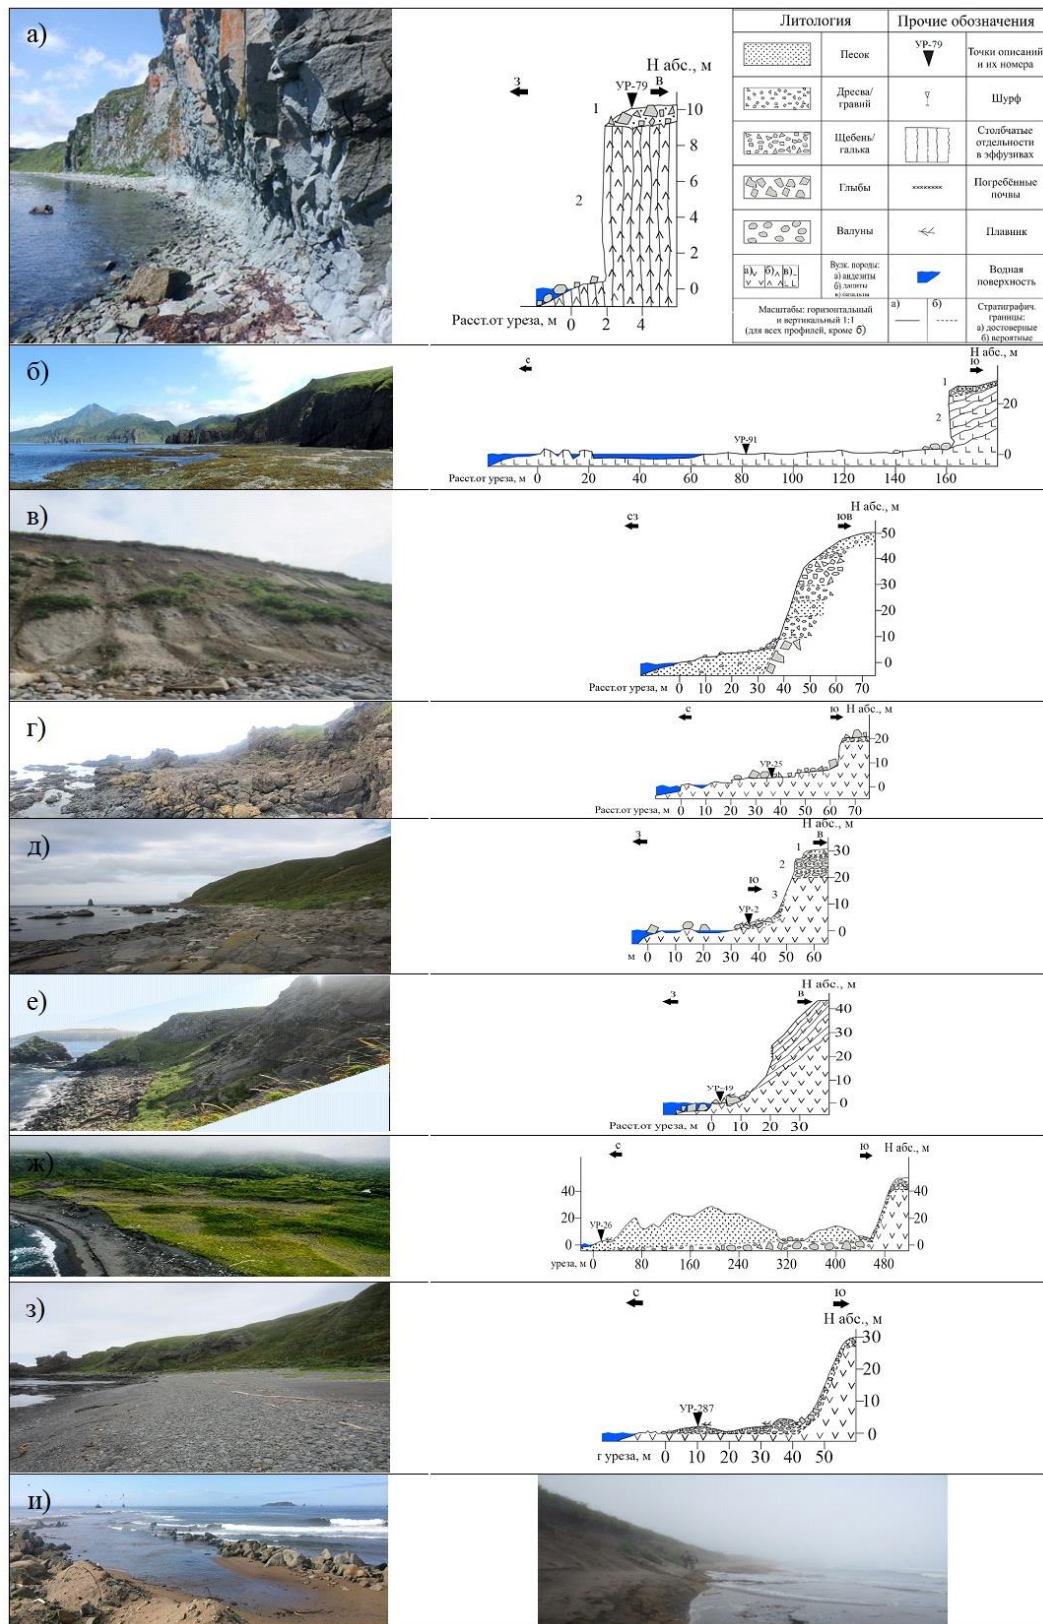 а)
Н абс., м
з
УР-79
в
1
10
8
2
6
4
2
0
Расст.от уреза, м 0 2 4
Литология
Прочие обозначения
Песок
УР-79
Точки описаний
и их номера
Дресва/
гравий
Шурф
Щебень/
галька
Столбчатые
отдельности
в эффузивах
Глыбы
Погребённые
почвы
Валуны
Плавник
а) б) в)
Вулк. породы:
а) андезиты
б) дациты
в) базальты
Водная
поверхность
Масштабы: горизонтальный
и вертикальный 1:1
(для всех профилей, кроме б)
а) б)
Стратиграфич.
границы:
а) достоверные
б) вероятные
б)
Н абс., м
с
ю
1
20
2
УР-91
0
Расст.от уреза, м 0 20 40 60 80 100 120 140 160
в)
Н абс., м
сз
юв
50
40
30
20
10
0
Расст.от уреза, м 0 10 20 30 40 50 60 70
г)
Н абс., м
с
ю
20
УР-25
10
0
Расст.от уреза, м 0 10 20 30 40 50 60 70
д)
Н абс., м
з
в
1
30
2
20
ю
3
УР-2
10
0
м 0 10 20 30 40 50 60
е)
Н абс., м
з
в
40
30
20
10
УР-49
0
Расст.от уреза, м 0 10 20 30
ж)
с
ю
Н абс., м
40
40
20
УР-26
20
0
0
уреза, м 0 80 160 240 320 400 480
з)
с
ю
Н абс., м
30
20
10
УР-287
0
г уреза, м 0 10 20 30 40 50
и)